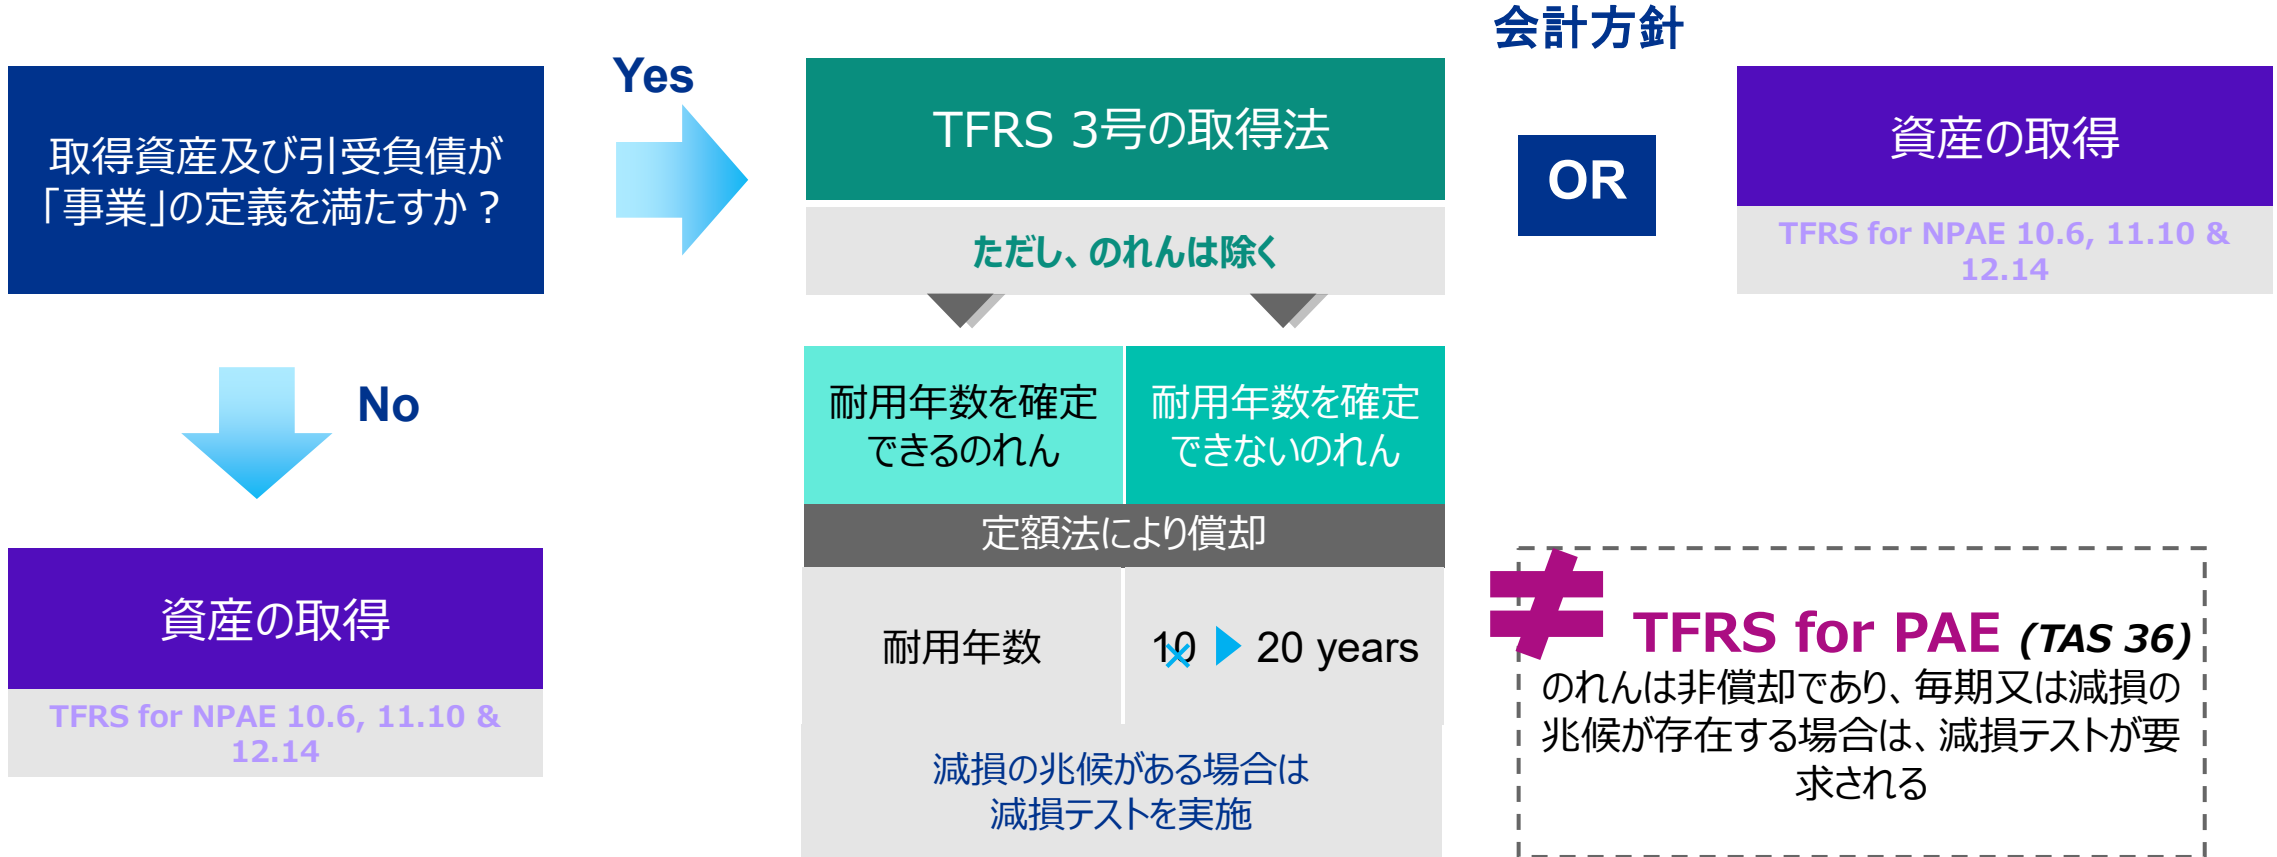 会計方針
取得資産及び引受負債が
「事業」の定義を満たすか？
Yes
TFRS 3号の取得法
ただし、のれんは除く
OR
資産の取得
TFRS for NPAE 10.6, 11.10 &
12.14
No
資産の取得
TFRS for NPAE 10.6, 11.10 &
12.14
耐用年数を確定
できるのれん
耐用年数を確定
できないのれん
定額法により償却
耐用年数
10 20 years
減損の兆候がある場合は
減損テストを実施
≠
TFRS for PAE (TAS 36)
のれんは非償却であり、毎期又は減損の
兆候が存在する場合は、減損テストが要
求される